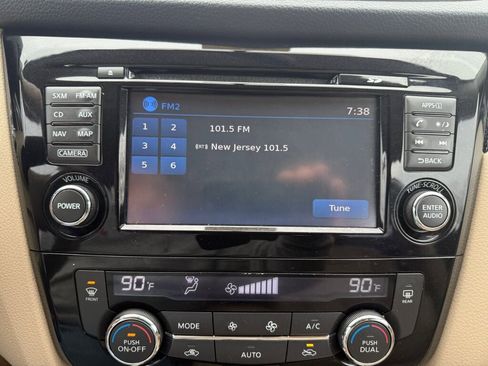 FM2
7:38
SXM FM·AM
CD AUX
NAV MAP
CAMERA
1 2
3 4
5 6
101.5 FM
New Jersey 101.5
Tune
APPS
BACK
VOLUME
POWER
TUNE·SCROLL
ENTER
AUDIO
90°F
90°F
FRONT
REAR
MODE
A/C
PUSH
ON·OFF
AUTO
PUSH
DUAL